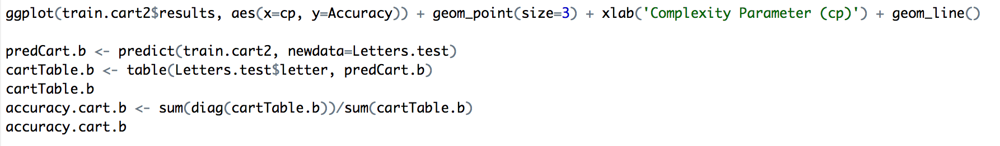 ggplot(train.cart2$results, aes(x=cp, y=Accuracy)) + geom_point(size=3) + xlab('Complexity Parameter (cp)') + geom_line()
predCart.b <- predict(train.cart2, newdata=Letters.test)
cartTable.b <- table(Letters.test$letter, predCart.b)
cartTable.b
accuracy.cart.b <- sum(diag(cartTable.b))/sum(cartTable.b)
accuracy.cart.b